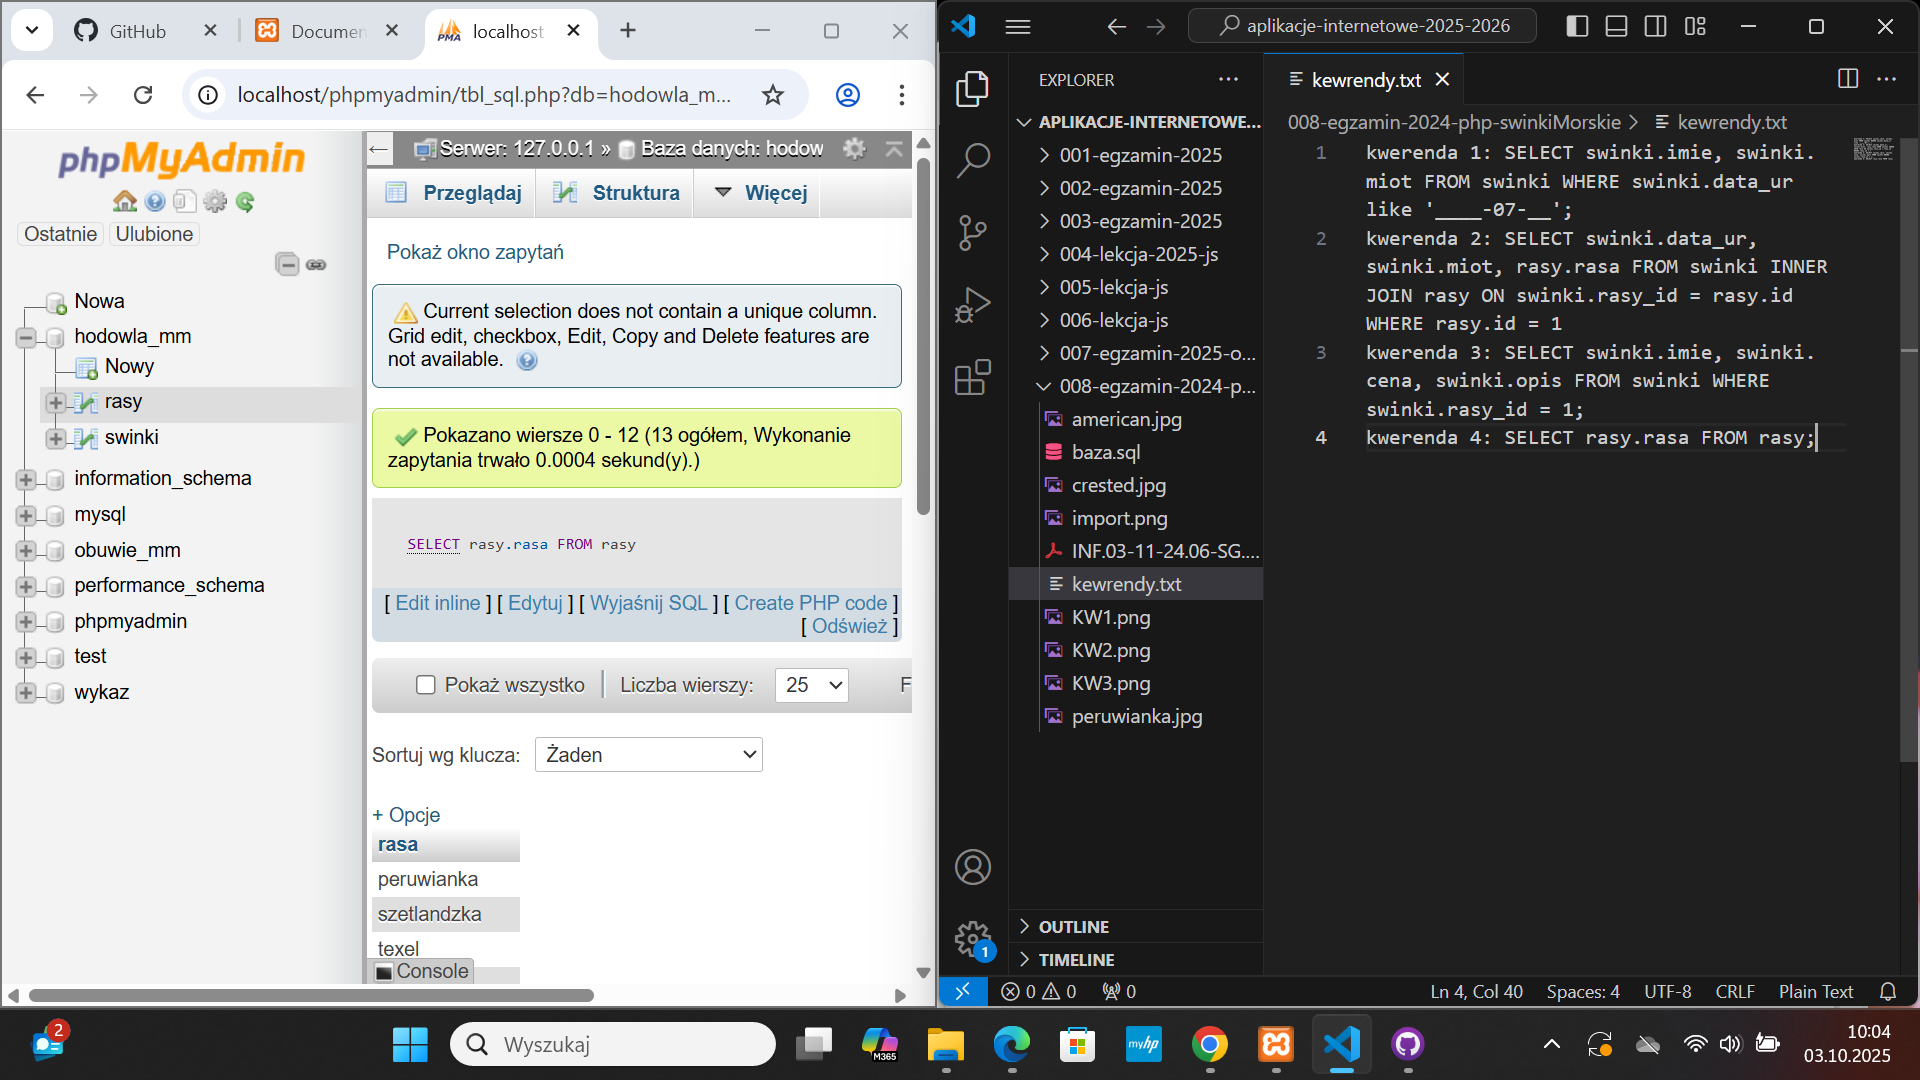 GitHub
Documen
localhost
localhost/phpmyadmin/tbl_sql.php?db=hodowla_m...
phpMyAdmin
Ostatnie
Ulubione
Nowa
hodowla_mm
Nowy
rasy
swinki
information_schema
mysql
obuwie_mm
performance_schema
phpmyadmin
test
wykaz
Serwer: 127.0.0.1 » Baza danych: hodow
Przeglądaj
Struktura
Więcej
Pokaż okno zapytań
Current selection does not contain a unique column.
Grid edit, checkbox, Edit, Copy and Delete features are
not available.
Pokazano wiersze 0 - 12 (13 ogółem, Wykonanie
zapytania trwało 0.0004 sekund(y).)
SELECT rasy.rasa FROM rasy
[ Edit inline ] [ Edytuj ] [ Wyjaśnij SQL ] [ Create PHP code ]
[ Odśwież ]
Pokaż wszystko
Liczba wierszy:
25
F
Sortuj wg klucza:
Żaden
+ Opcje
rasa
peruwianka
szetlandzka
texel
Console
aplikacje-internetowe-2025-2026
EXPLORER
APLIKACJE-INTERNETOWE...
001-egzamin-2025
002-egzamin-2025
003-egzamin-2025
004-lekcja-2025-js
005-lekcja-js
006-lekcja-js
007-egzamin-2025-o...
008-egzamin-2024-p...
american.jpg
baza.sql
crested.jpg
import.png
INF.03-11-24.06-SG....
kewrendy.txt
KW1.png
KW2.png
KW3.png
peruwianka.jpg
OUTLINE
TIMELINE
1
kewrendy.txt
008-egzamin-2024-php-swinkiMorskie > kewrendy.txt
1 kwerenda 1: SELECT swinki.imie, swinki.
miot FROM swinki WHERE swinki.data_ur
like '____-07-__';
2 kwerenda 2: SELECT swinki.data_ur,
swinki.miot, rasy.rasa FROM swinki INNER
JOIN rasy ON swinki.rasy_id = rasy.id
WHERE rasy.id = 1
3 kwerenda 3: SELECT swinki.imie, swinki.
cena, swinki.opis FROM swinki WHERE
swinki.rasy_id = 1;
4 kwerenda 4: SELECT rasy.rasa FROM rasy;
0
0
0
Ln 4, Col 40
Spaces: 4
UTF-8
CRLF
Plain Text
2
Wyszukaj
M365
myhp
10:04
03.10.2025